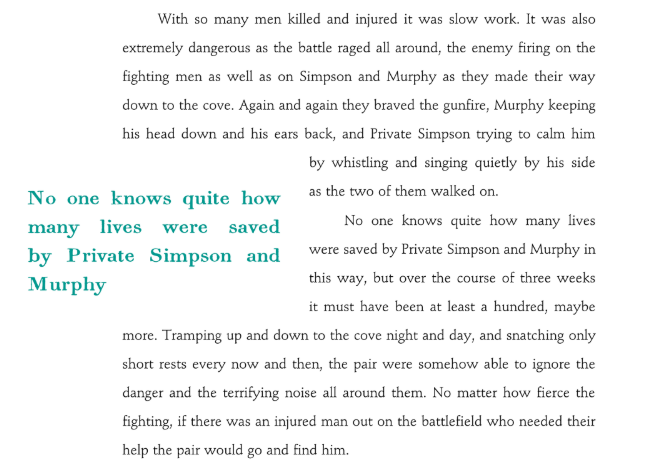 With so many men killed and injured it was slow work. It was also
extremely dangerous as the battle raged all around, the enemy firing on the
fighting men as well as on Simpson and Murphy as they made their way
down to the cove. Again and again they braved the gunfire, Murphy keeping
his head down and his ears back, and Private Simpson trying to calm him
by whistling and singing quietly by his side
as the two of them walked on.
No one knows quite how
many lives were saved
by Private Simpson and
Murphy
No one knows quite how many lives
were saved by Private Simpson and Murphy in
this way, but over the course of three weeks
it must have been at least a hundred, maybe
more. Tramping up and down to the cove night and day, and snatching only
short rests every now and then, the pair were somehow able to ignore the
danger and the terrifying noise all around them. No matter how fierce the
fighting, if there was an injured man out on the battlefield who needed their
help the pair would go and find him.